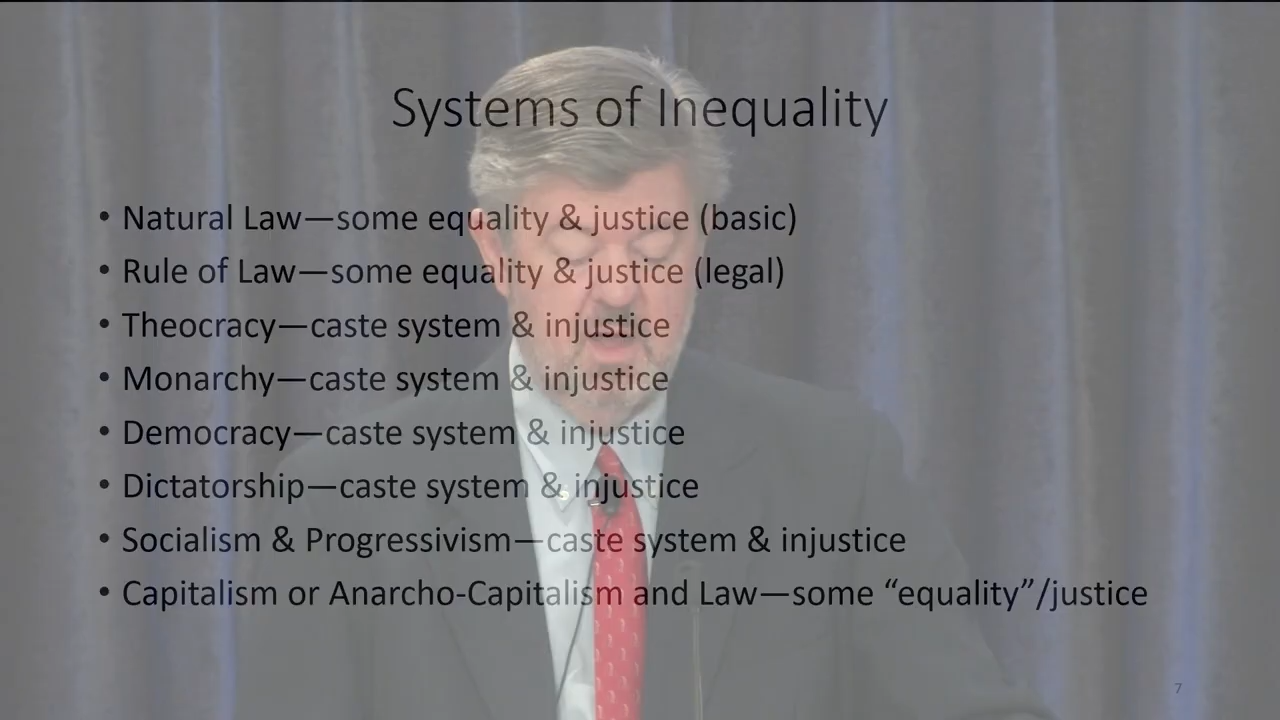 Systems of Inequality
• Natural Law—some equality & justice (basic)
• Rule of Law—some equality & justice (legal)
• Theocracy—caste system & injustice
• Monarchy—caste system & injustice
• Democracy—caste system & injustice
• Dictatorship—caste system & injustice
• Socialism & Progressivism—caste system & injustice
• Capitalism or Anarcho-Capitalism and Law—some “equality”/justice
7